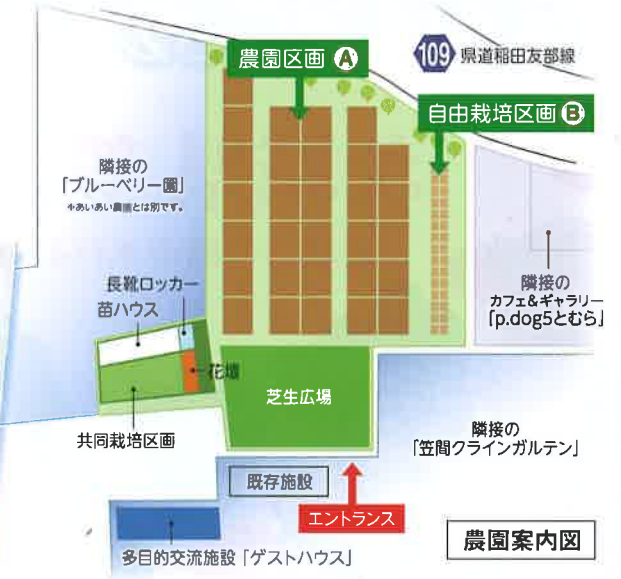 農園区画 A
109 県道稲田友部線
自由栽培区画 B
隣接の
「ブルーベリー園」
*あいあい農園とは別です。
隣接の
カフェ&ギャラリー
「p.dog5とむら」
長靴ロッカー
苗ハウス
花壇
芝生広場
共同栽培区画
隣接の
「笠間クラインガルテン」
既存施設
エントランス
農園案内図
多目的交流施設「ゲストハウス」